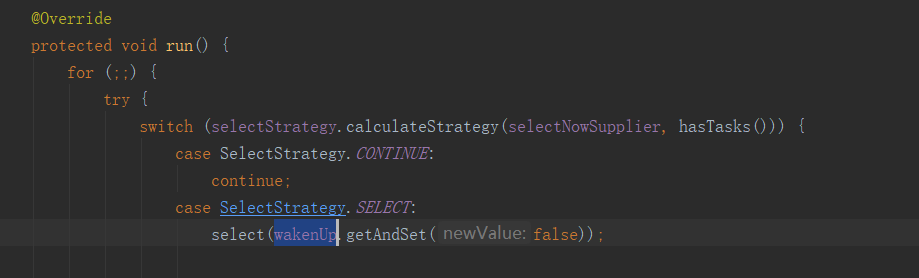 @Override
protected void run() {
for (;;) {
try {
switch (selectStrategy.calculateStrategy(selectNowSupplier, hasTasks())) {
case SelectStrategy.CONTINUE:
continue;
case SelectStrategy.SELECT:
select(wakenUp.getAndSet( newValue: false));